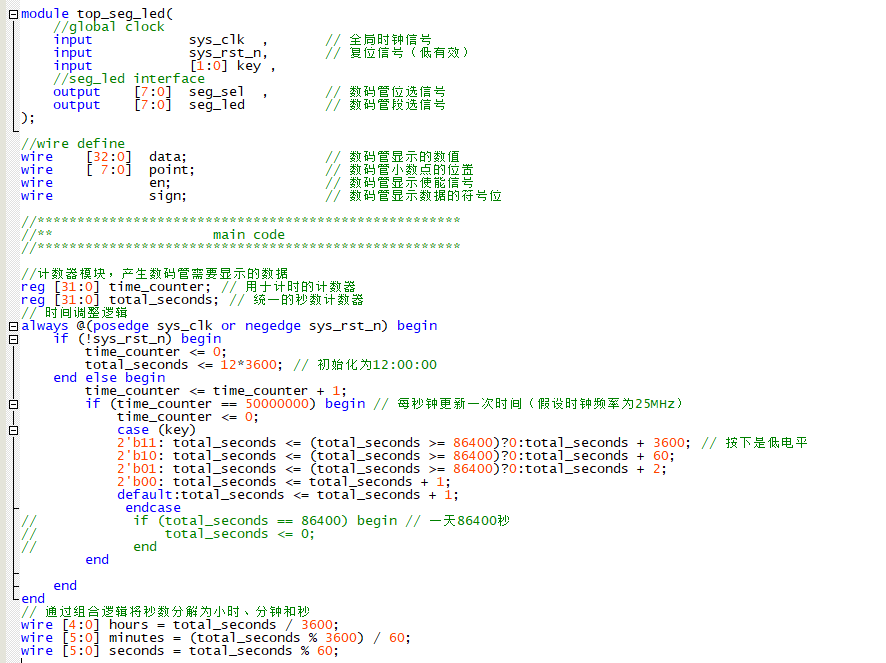 module top_seg_led(
//global clock
input sys_clk , // 全局时钟信号
input sys_rst_n, // 复位信号（低有效）
input [1:0] key ,
//seg_led interface
output [7:0] seg_sel , // 数码管位选信号
output [7:0] seg_led // 数码管段选信号
);
//wire define
wire [32:0] data; // 数码管显示的数值
wire [ 7:0] point; // 数码管小数点的位置
wire en; // 数码管显示使能信号
wire sign; // 数码管显示数据的符号位
//*****************************************************
//** main code
//*****************************************************
//计数器模块，产生数码管需要显示的数据
reg [31:0] time_counter; // 用于计时的计数器
reg [31:0] total_seconds; // 统一的秒数计数器
// 时间调整逻辑
always @(posedge sys_clk or negedge sys_rst_n) begin
if (!sys_rst_n) begin
time_counter <= 0;
total_seconds <= 12*3600; // 初始化为12:00:00
end else begin
time_counter <= time_counter + 1;
if (time_counter == 50000000) begin // 每秒钟更新一次时间（假设时钟频率为25MHz）
time_counter <= 0;
case (key)
2'b11: total_seconds <= (total_seconds >= 86400)?0:total_seconds + 3600; // 按下是低电平
2'b10: total_seconds <= (total_seconds >= 86400)?0:total_seconds + 60;
2'b01: total_seconds <= (total_seconds >= 86400)?0:total_seconds + 2;
2'b00: total_seconds <= total_seconds + 1;
default:total_seconds <= total_seconds + 1;
endcase
// if (total_seconds == 86400) begin // 一天86400秒
// total_seconds <= 0;
// end
end
end
end
// 通过组合逻辑将秒数分解为小时、分钟和秒
wire [4:0] hours = total_seconds / 3600;
wire [5:0] minutes = (total_seconds % 3600) / 60;
wire [5:0] seconds = total_seconds % 60;